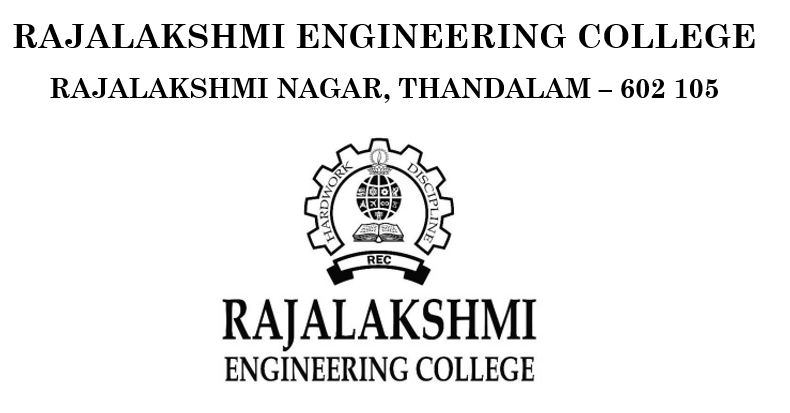 RAJALAKSHMI ENGINEERING COLLEGE
RAJALAKSHMI NAGAR, THANDALAM – 602 105
HARDWORK DISCIPLINE
REC
RAJALAKSHMI
ENGINEERING COLLEGE